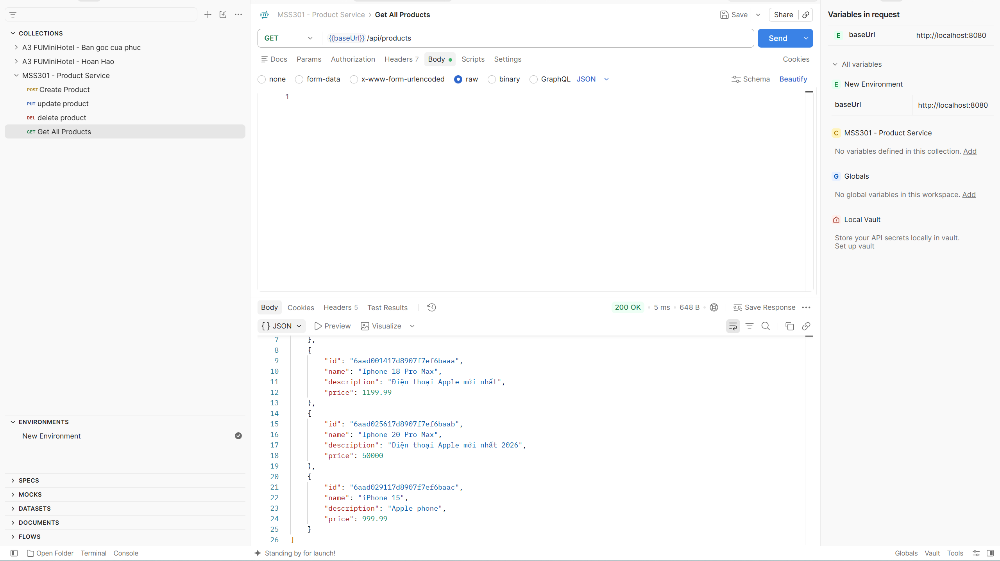 COLLECTIONS
A3 FUMiniHotel - Ban goc cua phuc
A3 FUMiniHotel - Hoan Hao
MSS301 - Product Service
POST Create Product
PUT update product
DEL delete product
GET Get All Products
ENVIRONMENTS
New Environment
SPECS
MOCKS
DATASETS
DOCUMENTS
FLOWS
HTTP MSS301 - Product Service > Get All Products
Save
Share
GET {{baseUrl}} /api/products
Send
Docs Params Authorization Headers 7 Body Scripts Settings Cookies
none form-data x-www-form-urlencoded raw binary GraphQL JSON Schema Beautify
1
Body Cookies Headers 5 Test Results 200 OK 5 ms 648 B e.g. Save Response
{} JSON Preview Visualize
7 },
8 {
9 "id": "6aad001417d8907f7ef6baaa",
10 "name": "Iphone 18 Pro Max",
11 "description": "Điện thoại Apple mới nhất",
12 "price": 1199.99
13 },
14 {
15 "id": "6aad025617d8907f7ef6baab",
16 "name": "Iphone 20 Pro Max",
17 "description": "Điện thoại Apple mới nhất 2026",
18 "price": 50000
19 },
20 {
21 "id": "6aad029117d8907f7ef6baac",
22 "name": "iPhone 15",
23 "description": "Apple phone",
24 "price": 999.99
25 }
26 ]
Variables in request
E baseUrl http://localhost:8080
All variables
E New Environment
baseUrl http://localhost:8080
C MSS301 - Product Service
No variables defined in this collection. Add
G Globals
No global variables in this workspace. Add
Local Vault
Store your API secrets locally in vault.
Set up vault
Open Folder Terminal Console Standing by for launch! Globals Vault Tools